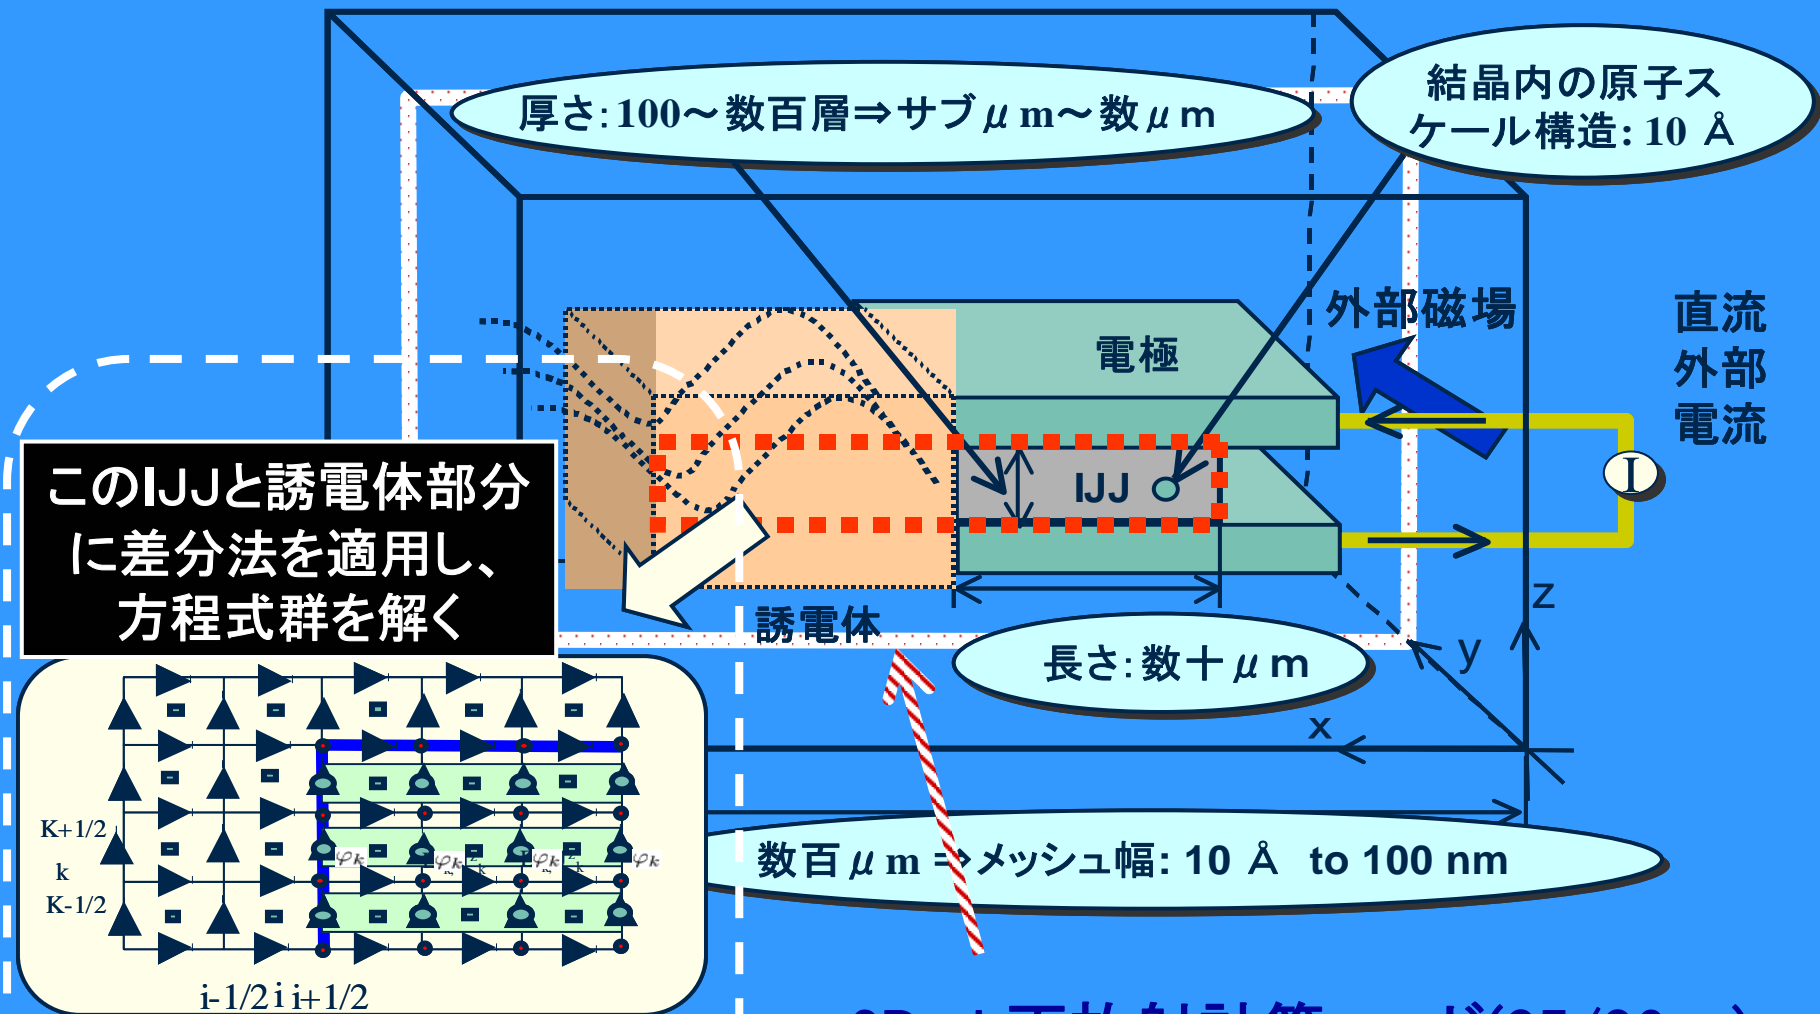 厚さ：100～数百層⇒サブμm～数μm
結晶内の原子ス
ケール構造：10 Å
外部磁場
直流
外部
電流
電極
IJJ
I
このIJJと誘電体部分
に差分法を適用し、
方程式群を解く
誘電体
長さ：数十μm
z
y
x
数百μm⇒メッシュ幅：10 Å to 100 nm
K+1/2
k
K-1/2
φk
φk
φk
φk
i-1/2 i i+1/2